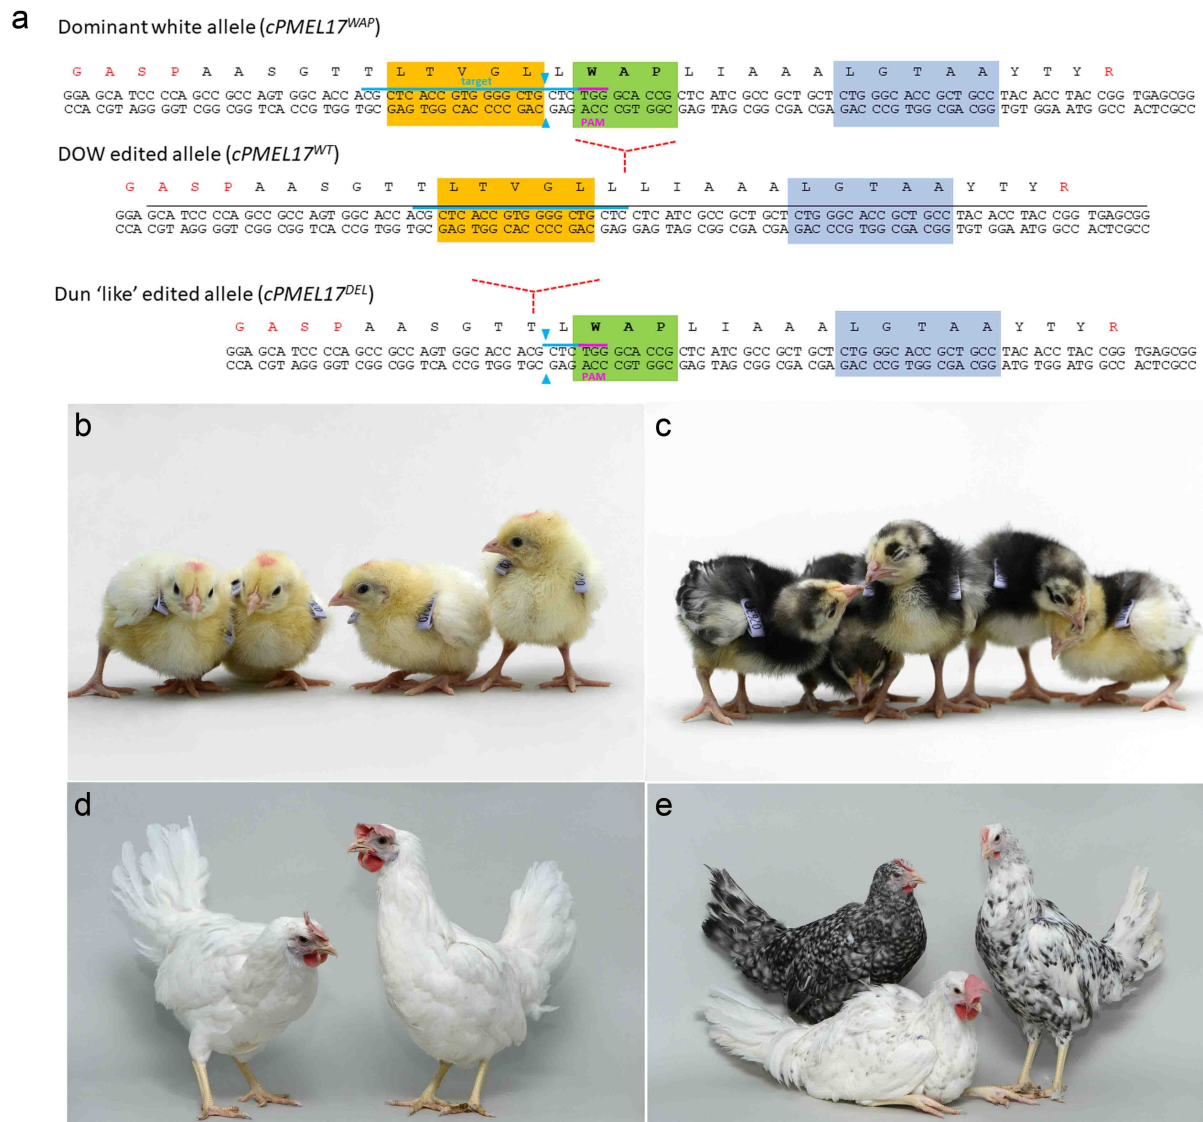 a
Dominant white allele (cPMEL17^WAP)
G A S P A A S G T T L T V G L L W A P L I A A A L G T A A Y T Y R
target
GGA GCA TCC CCA GCC GCC AGT GGC ACC ACG CTC ACC GTG GGG CTG CTC TGG GCA CCG CTC ATC GCC GCT GCT CTG GGC ACC GCT GCC TAC ACC TAC CGG TGAGCGG
CCA CGT AGG GGT CGG CGG TCA CCG TGG TGC GAG TGG CAC CCC GAC GAG ACC CGT GGC GAG TAG CGG CGA CGA GAC CCG TGG CGA CGG TGT GGA ATG GCC ACTCGCC
PAM
DOW edited allele (cPMEL17^WT)
G A S P A A S G T T L T V G L L L I A A A L G T A A Y T Y R
GGA GCA TCC CCA GCC GCC AGT GGC ACC ACG CTC ACC GTG GGG CTG CTC CTC ATC GCC GCT GCT CTG GGC ACC GCT GCC TAC ACC TAC CGG TGAGCGG
CCA CGT AGG GGT CGG CGG TCA CCG TGG TGC GAG TGG CAC CCC GAC GAG GAG TAG CGG CGA CGA GAC CCG TGG CGA CGG TGT GGA ATG GCC ACTCGCC
Dun ‘like’ edited allele (cPMEL17^DEL)
G A S P A A S G T T L W A P L I A A A L G T A A Y T Y R
GGA GCA TCC CCA GCC GCC AGT GGC ACC ACG CTC TGG GCA CCG CTC ATC GCC GCT GCT CTG GGC ACC GCT GCC TAC ACC TAC CGG TGAGCGG
CCA CGT AGG GGT CGG CGG TCA CCG TGG TGC GAG ACC CGT GGC GAG TAG CGG CGA CGA GAC CCG TGG CGA CGG ATG TGG ATG GCC ACTCGCC
PAM
b
c
d
e